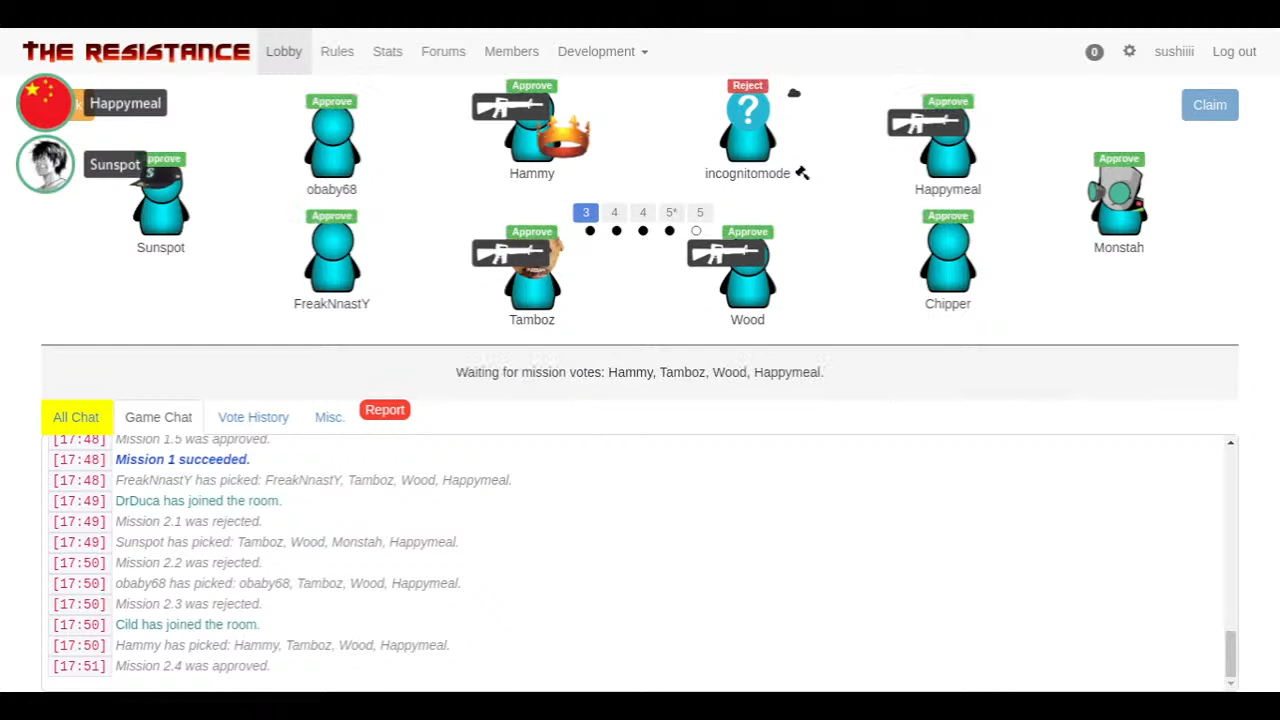 THE RESISTANCE
Lobby
Rules
Stats
Forums
Members
Development
0
sushiiii
Log out
Happymeal
Sunspot
Claim
Approve
Approve
Reject
Approve
pprove
Approve
obaby68
Hammy
incognitomode
Happymeal
Sunspot
Monstah
3 4 4 5* 5
Approve
Approve
Approve
Approve
FreakNnastY
Tamboz
Wood
Chipper
Waiting for mission votes: Hammy, Tamboz, Wood, Happymeal.
All Chat
Game Chat
Vote History
Misc.
Report
[17:48] Mission 1.5 was approved.
[17:48] Mission 1 succeeded.
[17:48] FreakNnastY has picked: FreakNnastY, Tamboz, Wood, Happymeal.
[17:49] DrDuca has joined the room.
[17:49] Mission 2.1 was rejected.
[17:49] Sunspot has picked: Tamboz, Wood, Monstah, Happymeal.
[17:50] Mission 2.2 was rejected.
[17:50] obaby68 has picked: obaby68, Tamboz, Wood, Happymeal.
[17:50] Mission 2.3 was rejected.
[17:50] Cild has joined the room.
[17:50] Hammy has picked: Hammy, Tamboz, Wood, Happymeal.
[17:51] Mission 2.4 was approved.